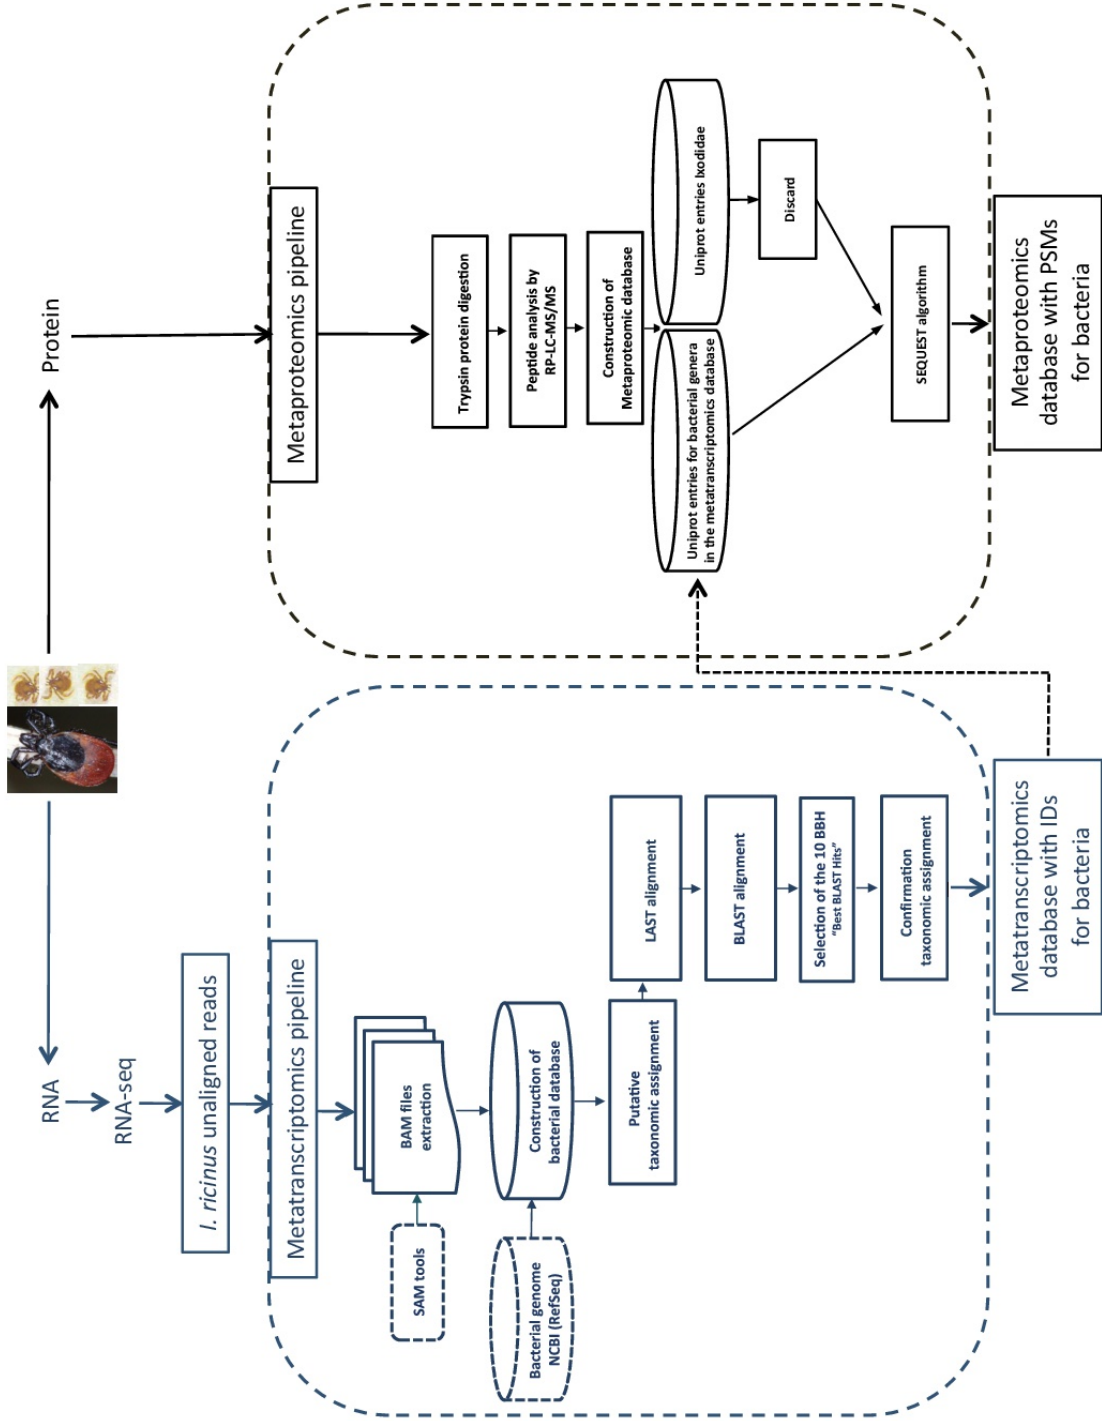 RNA
Protein
RNA-seq
I. ricinus unaligned reads
Metatranscriptomics pipeline
SAM tools
BAM files
extraction
Bacterial genome
NCBI (RefSeq)
Construction of
bacterial database
Putative
taxonomic assignment
LAST alignment
BLAST alignment
Selection of the 10 BBH
“Best BLAST Hits”
Confirmation
taxonomic assignment
Metatranscriptomics
database with IDs
for bacteria
Metaproteomics pipeline
Trypsin protein digestion
Peptide analysis by
RP-LC-MS/MS
Construction of
Metaproteomic database
Uniprot entries for bacterial genera
in the metatranscriptomics database
Uniprot entries Ixodidae
Discard
SEQUEST algorithm
Metaproteomics
database with PSMs
for bacteria